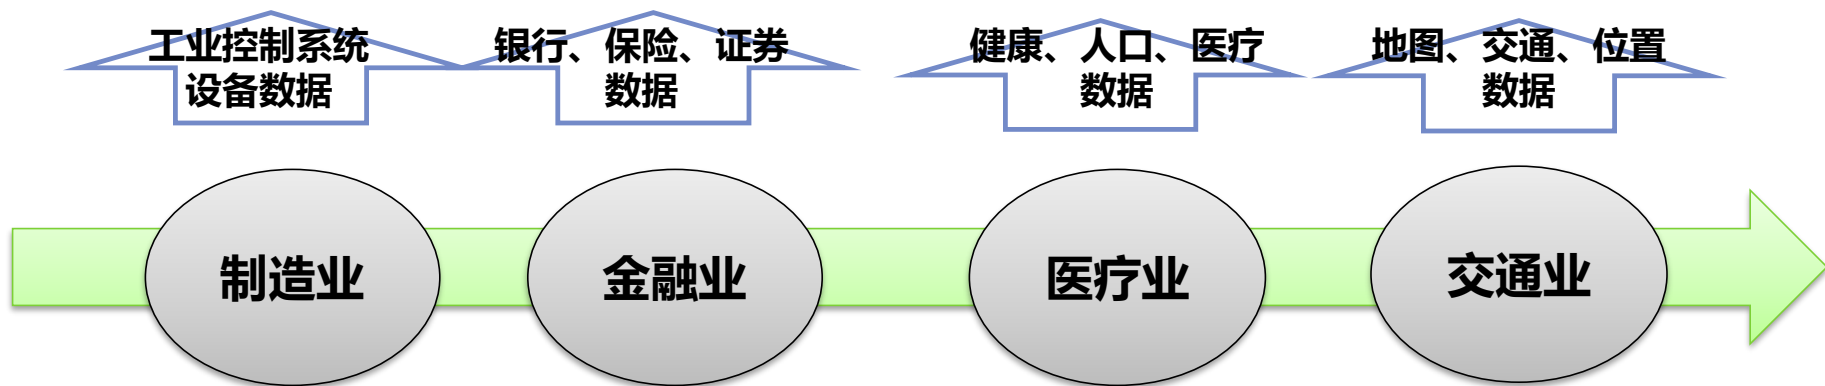 工业控制系统
设备数据
银行、保险、证券
数据
健康、人口、医疗
数据
地图、交通、位置
数据
制造业
金融业
医疗业
交通业